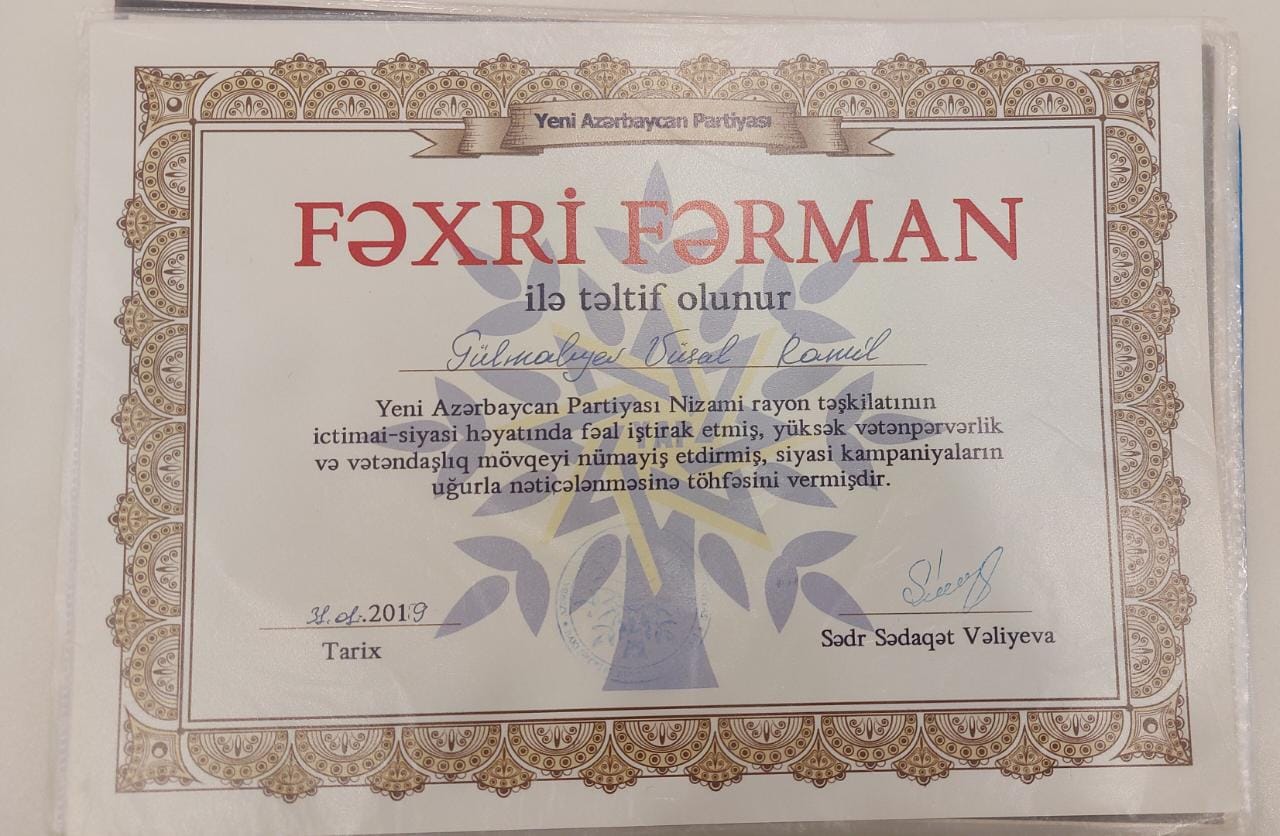 Yeni Azərbaycan Partiyası
FƏXRİ FƏRMAN
ilə təltif olunur
Gülmalıyev Vüsal Ramil
Yeni Azərbaycan Partiyası Nizami rayon təşkilatının
ictimai-siyasi həyatında fəal iştirak etmiş, yüksək vətənpərvərlik
və vətəndaşlıq mövqeyi nümayiş etdirmiş, siyasi kampaniyaların
uğurla nəticələnməsinə töhfəsini vermişdir.
31.01.2019
Tarix
Sədr Sədaqət Vəliyeva